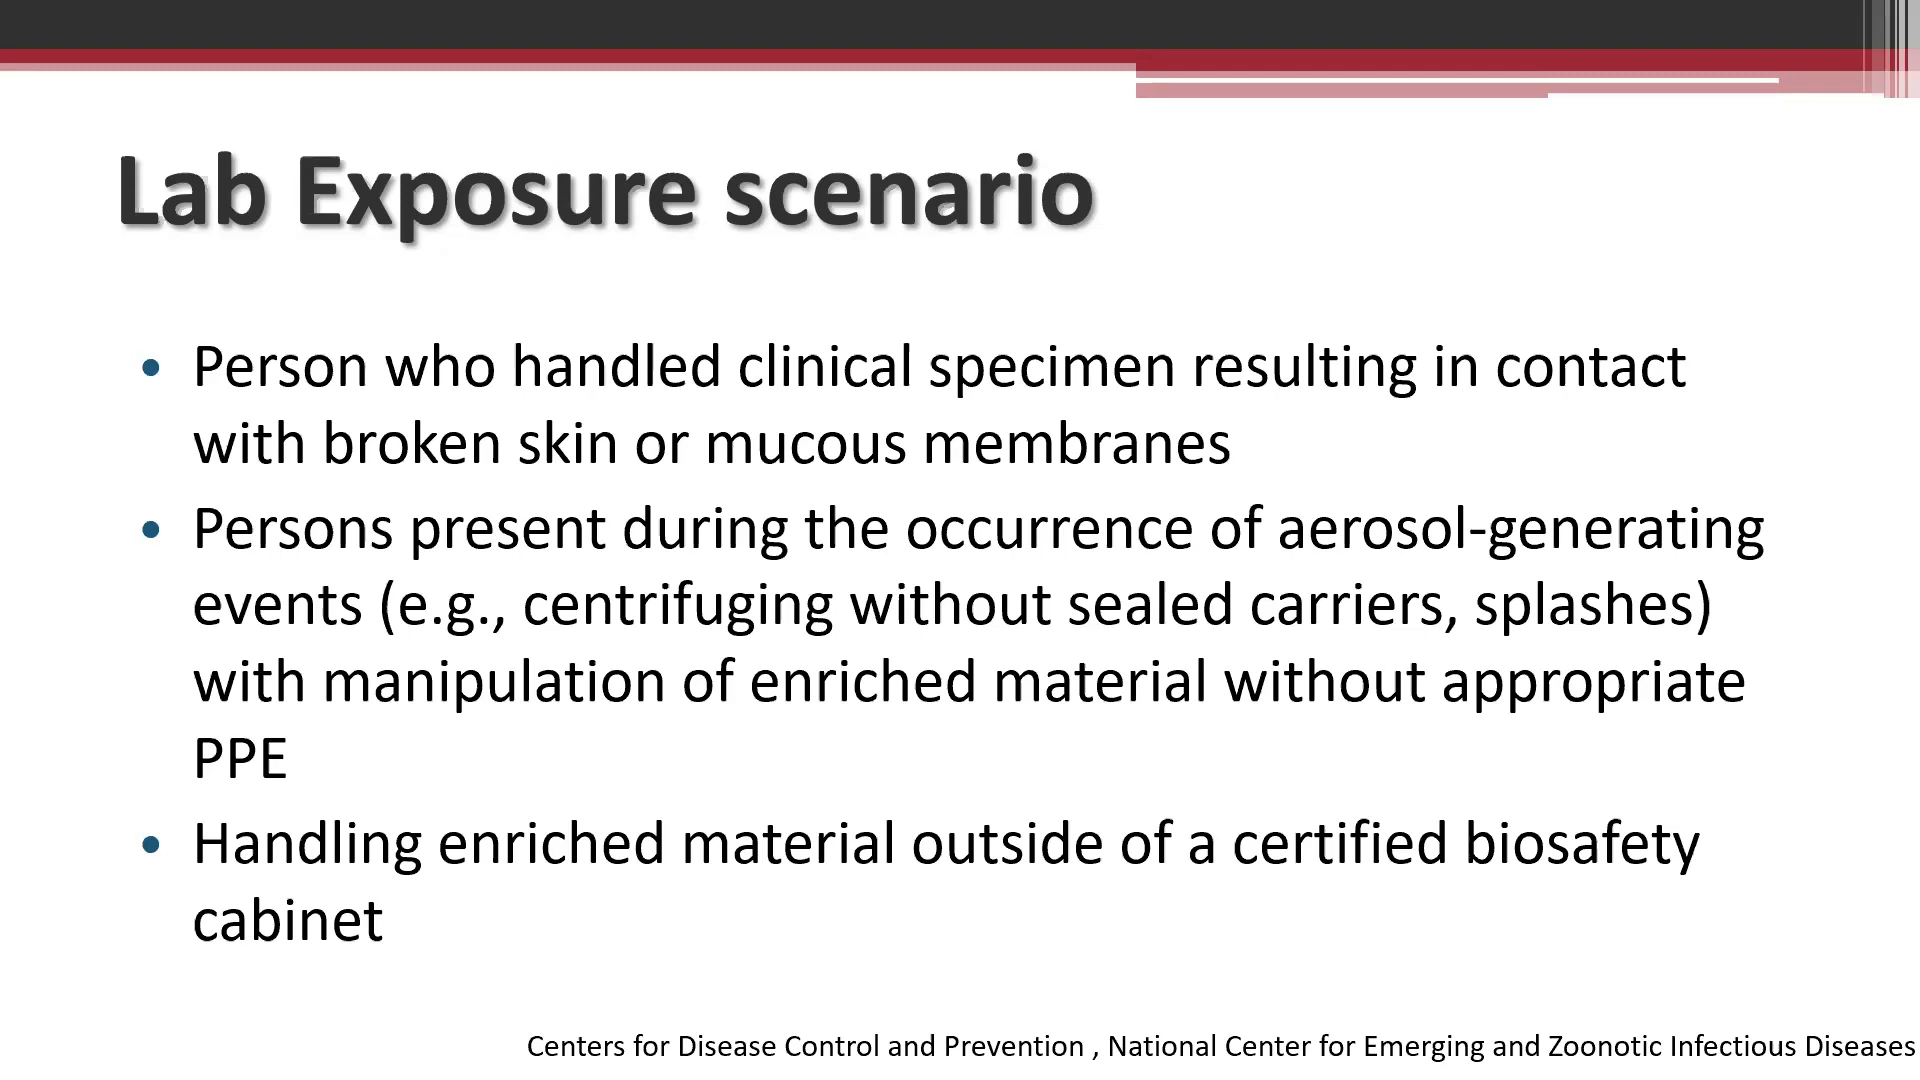 Lab Exposure scenario
• Person who handled clinical specimen resulting in contact
with broken skin or mucous membranes
• Persons present during the occurrence of aerosol-generating
events (e.g., centrifuging without sealed carriers, splashes)
with manipulation of enriched material without appropriate
PPE
• Handling enriched material outside of a certified biosafety
cabinet
Centers for Disease Control and Prevention , National Center for Emerging and Zoonotic Infectious Diseases